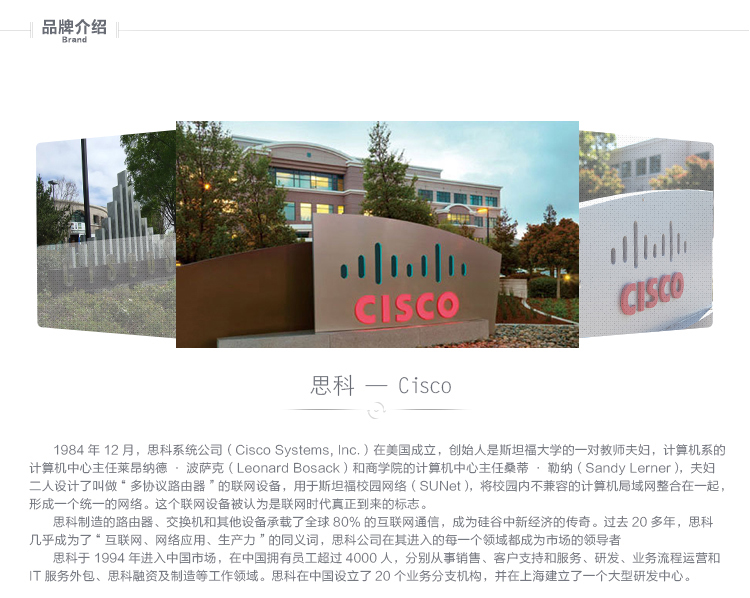 品牌介绍
Brand
CISCO
CISCO
思科 — Cisco
1984 年 12 月，思科系统公司（Cisco Systems, Inc.）在美国成立，创始人是斯坦福大学的一对教师夫妇，计算机系的
计算机中心主任莱昂纳德 · 波萨克（Leonard Bosack）和商学院的计算机中心主任桑蒂 · 勒纳（Sandy Lerner），夫妇
二人设计了叫做“ 多协议路由器 ”的联网设备，用于斯坦福校园网络（SUNet），将校园内不兼容的计算机局域网整合在一起，
形成一个统一的网络。这个联网设备被认为是联网时代真正到来的标志。
思科制造的路由器、交换机和其他设备承载了全球 80% 的互联网通信，成为硅谷中新经济的传奇。过去 20 多年，思科
几乎成为了“ 互联网、网络应用、生产力 ”的同义词，思科公司在其进入的每一个领域都成为市场的领导者
思科于 1994 年进入中国市场，在中国拥有员工超过 4000 人，分别从事销售、客户支持和服务、研发、业务流程运营和
IT 服务外包、思科融资及制造等工作领域。思科在中国设立了 20 个业务分支机构，并在上海建立了一个大型研发中心。